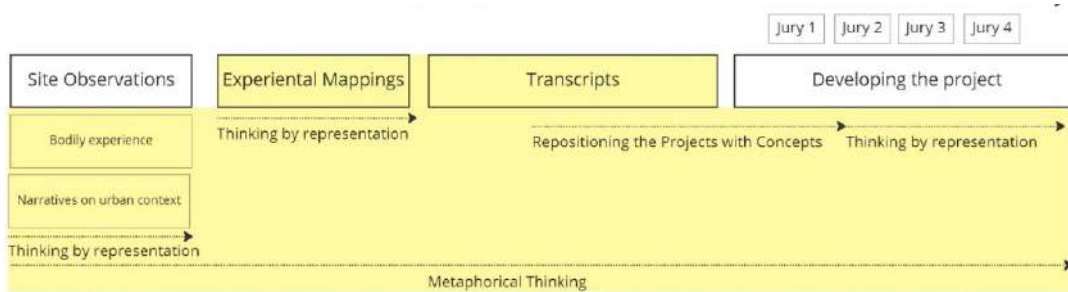 Jury 1 Jury 2 Jury 3 Jury 4
Site Observations Experiental Mappings Transcripts Developing the project
Bodily experience
Thinking by representation
Repositioning the Projects with Concepts Thinking by representation
Narratives on urban context
Thinking by representation
Metaphorical Thinking